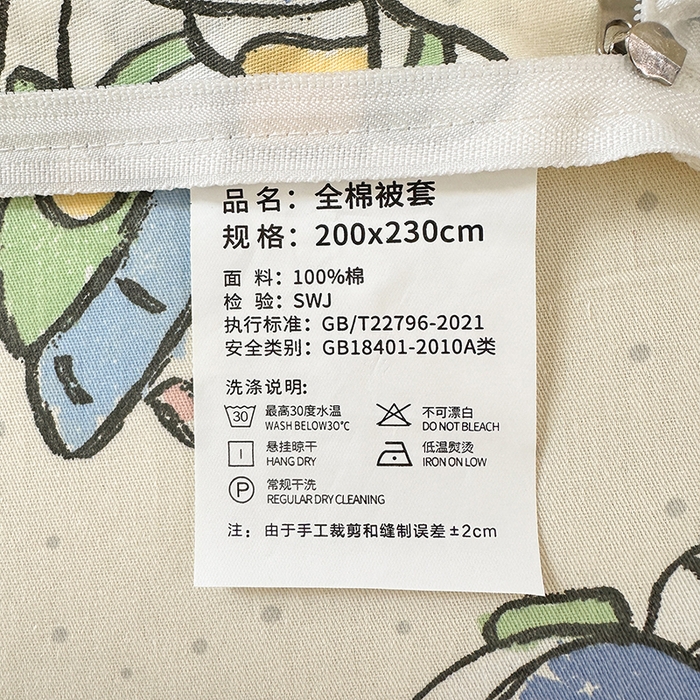 品名：全棉被套
规格：200x230cm
面 料：100%棉
检 验：SWJ
执行标准：GB/T22796-2021
安全类别：GB18401-2010A类
洗涤说明：
30 最高30度水温
WASH BELOW30℃
不可漂白
DO NOT BLEACH
悬挂晾干
HANG DRY
低温熨烫
IRON ON LOW
P 常规干洗
REGULAR DRY CLEANING
注：由于手工裁剪和缝制误差±2cm